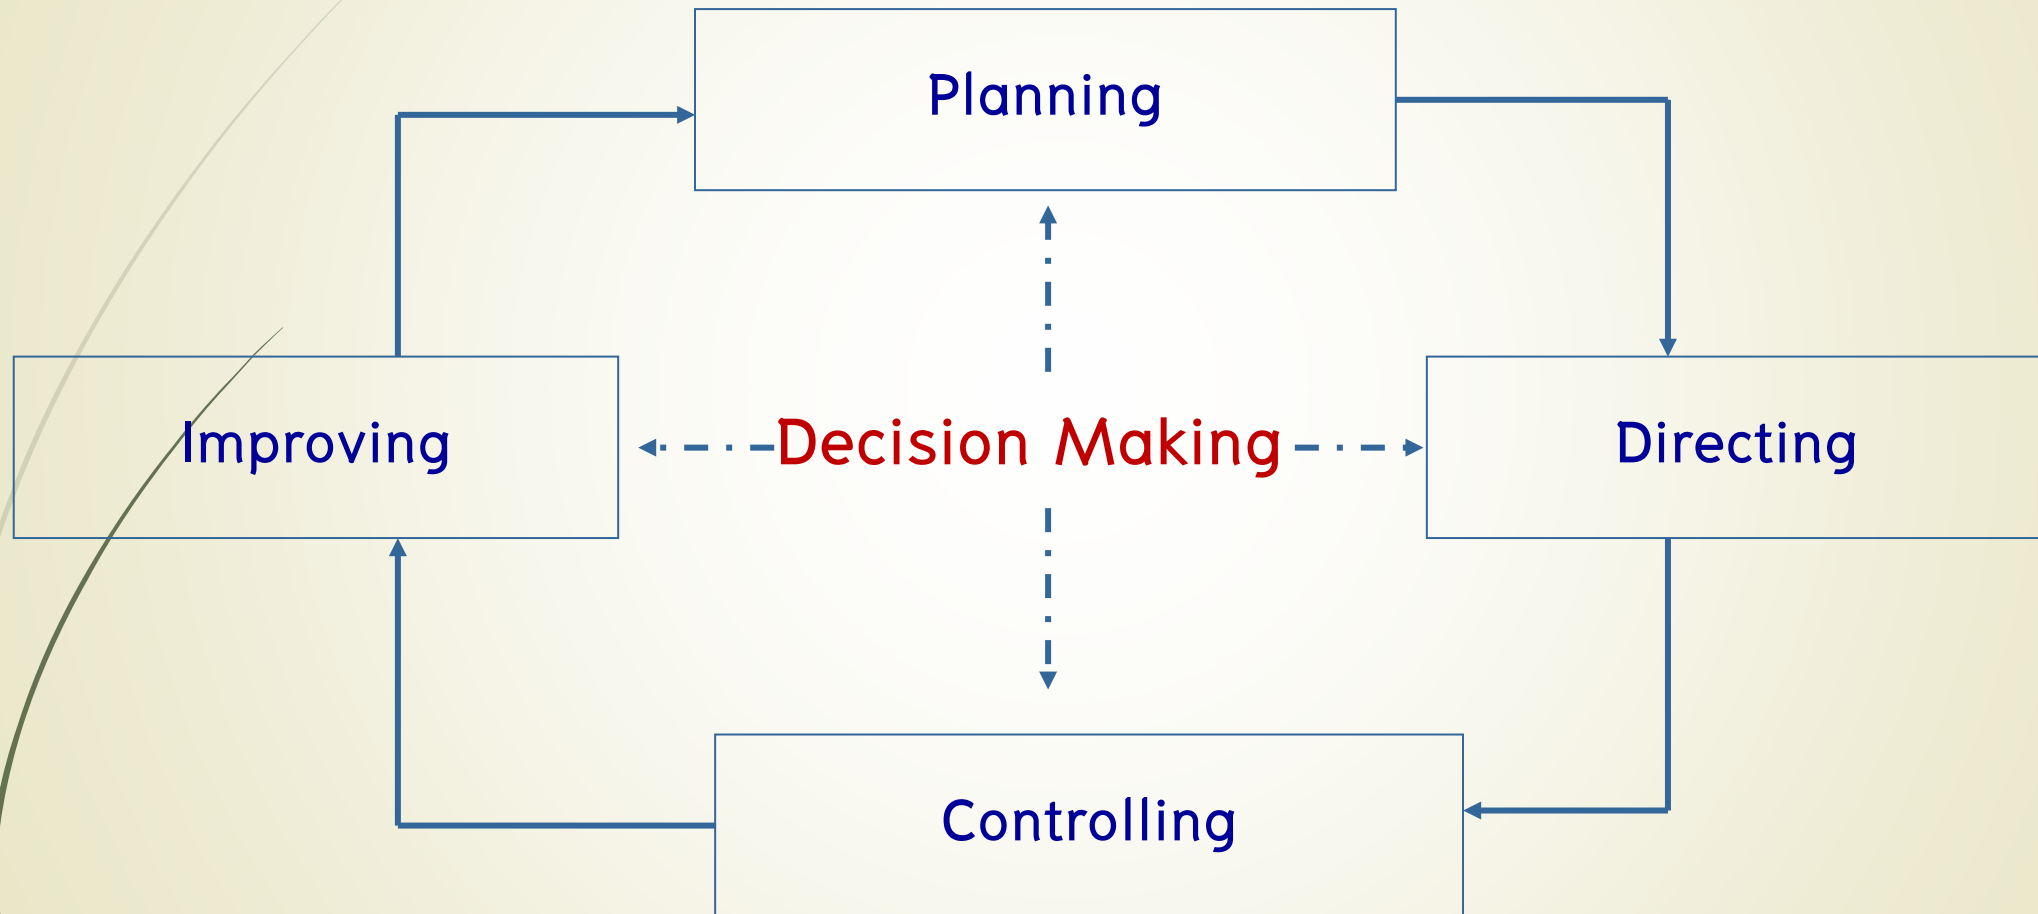 Planning
Improving
Decision Making
Directing
Controlling